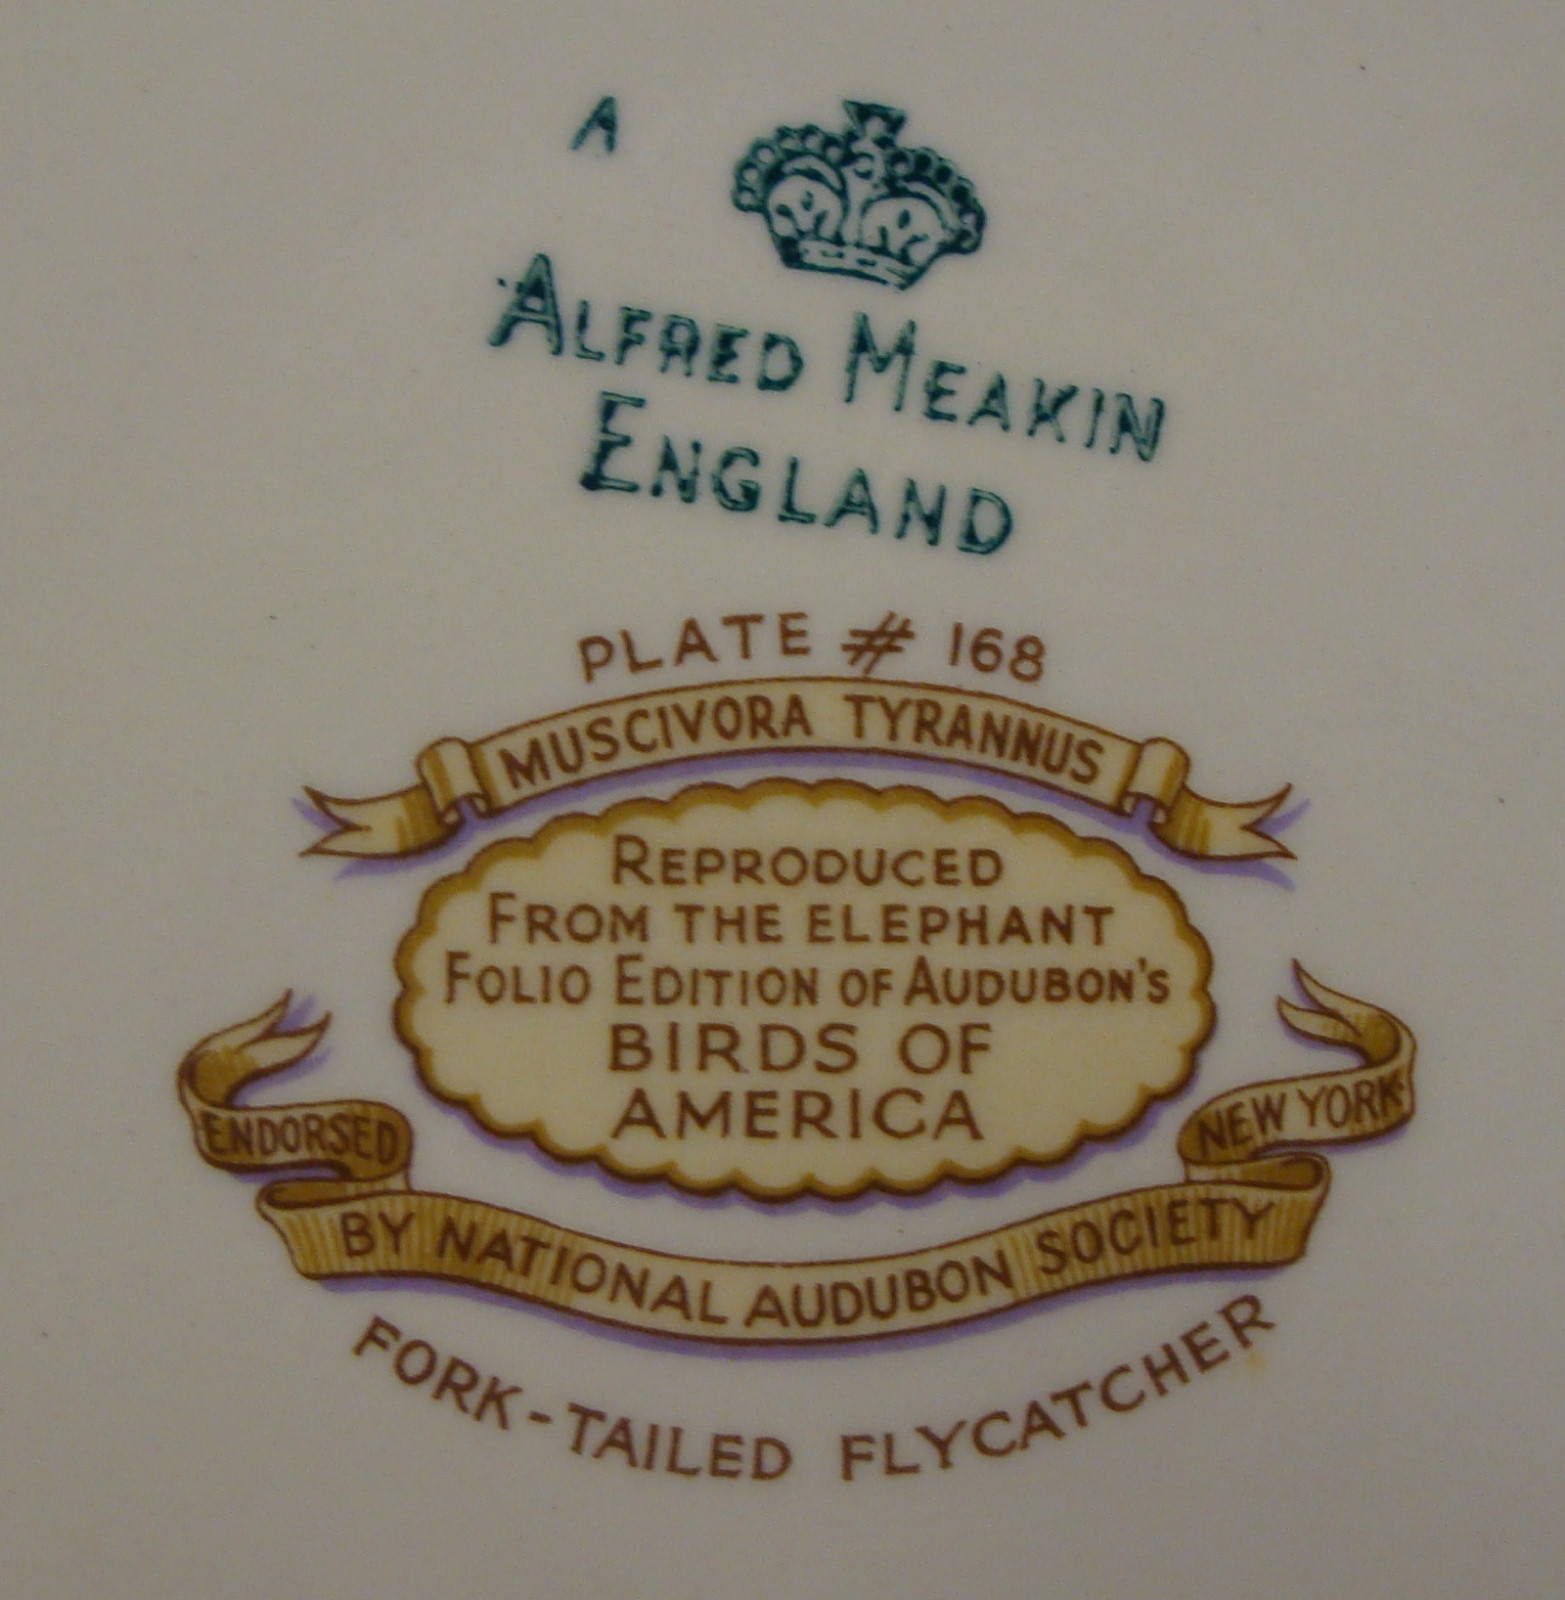 A
ALFRED MEAKIN
ENGLAND
PLATE # 168
MUSCIVORA TYRANNUS
REPRODUCED
FROM THE ELEPHANT
FOLIO EDITION OF AUDUBON'S
BIRDS OF
AMERICA
ENDORSED
BY NATIONAL AUDUBON SOCIETY
NEW YORK
FORK-TAILED FLYCATCHER